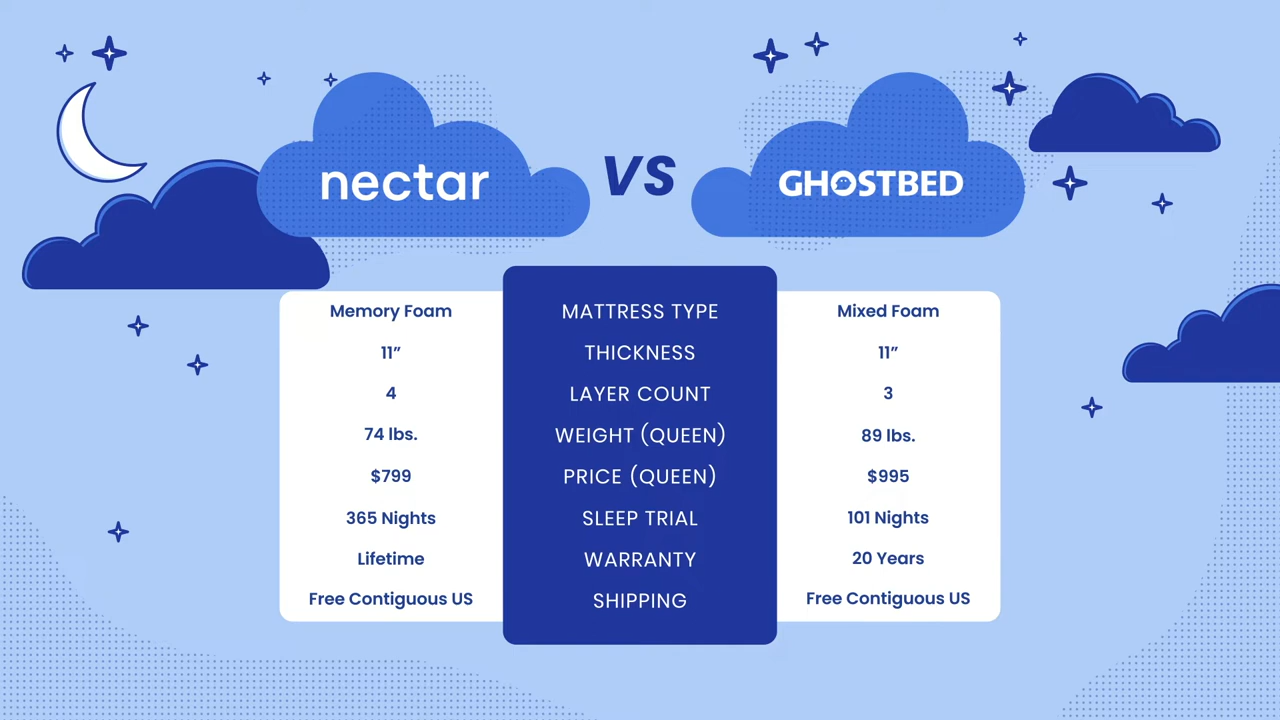 nectar VS GHOSTBED
Memory Foam MATTRESS TYPE Mixed Foam
11” THICKNESS 11”
4 LAYER COUNT 3
74 lbs. WEIGHT (QUEEN) 89 lbs.
$799 PRICE (QUEEN) $995
365 Nights SLEEP TRIAL 101 Nights
Lifetime WARRANTY 20 Years
Free Contiguous US SHIPPING Free Contiguous US